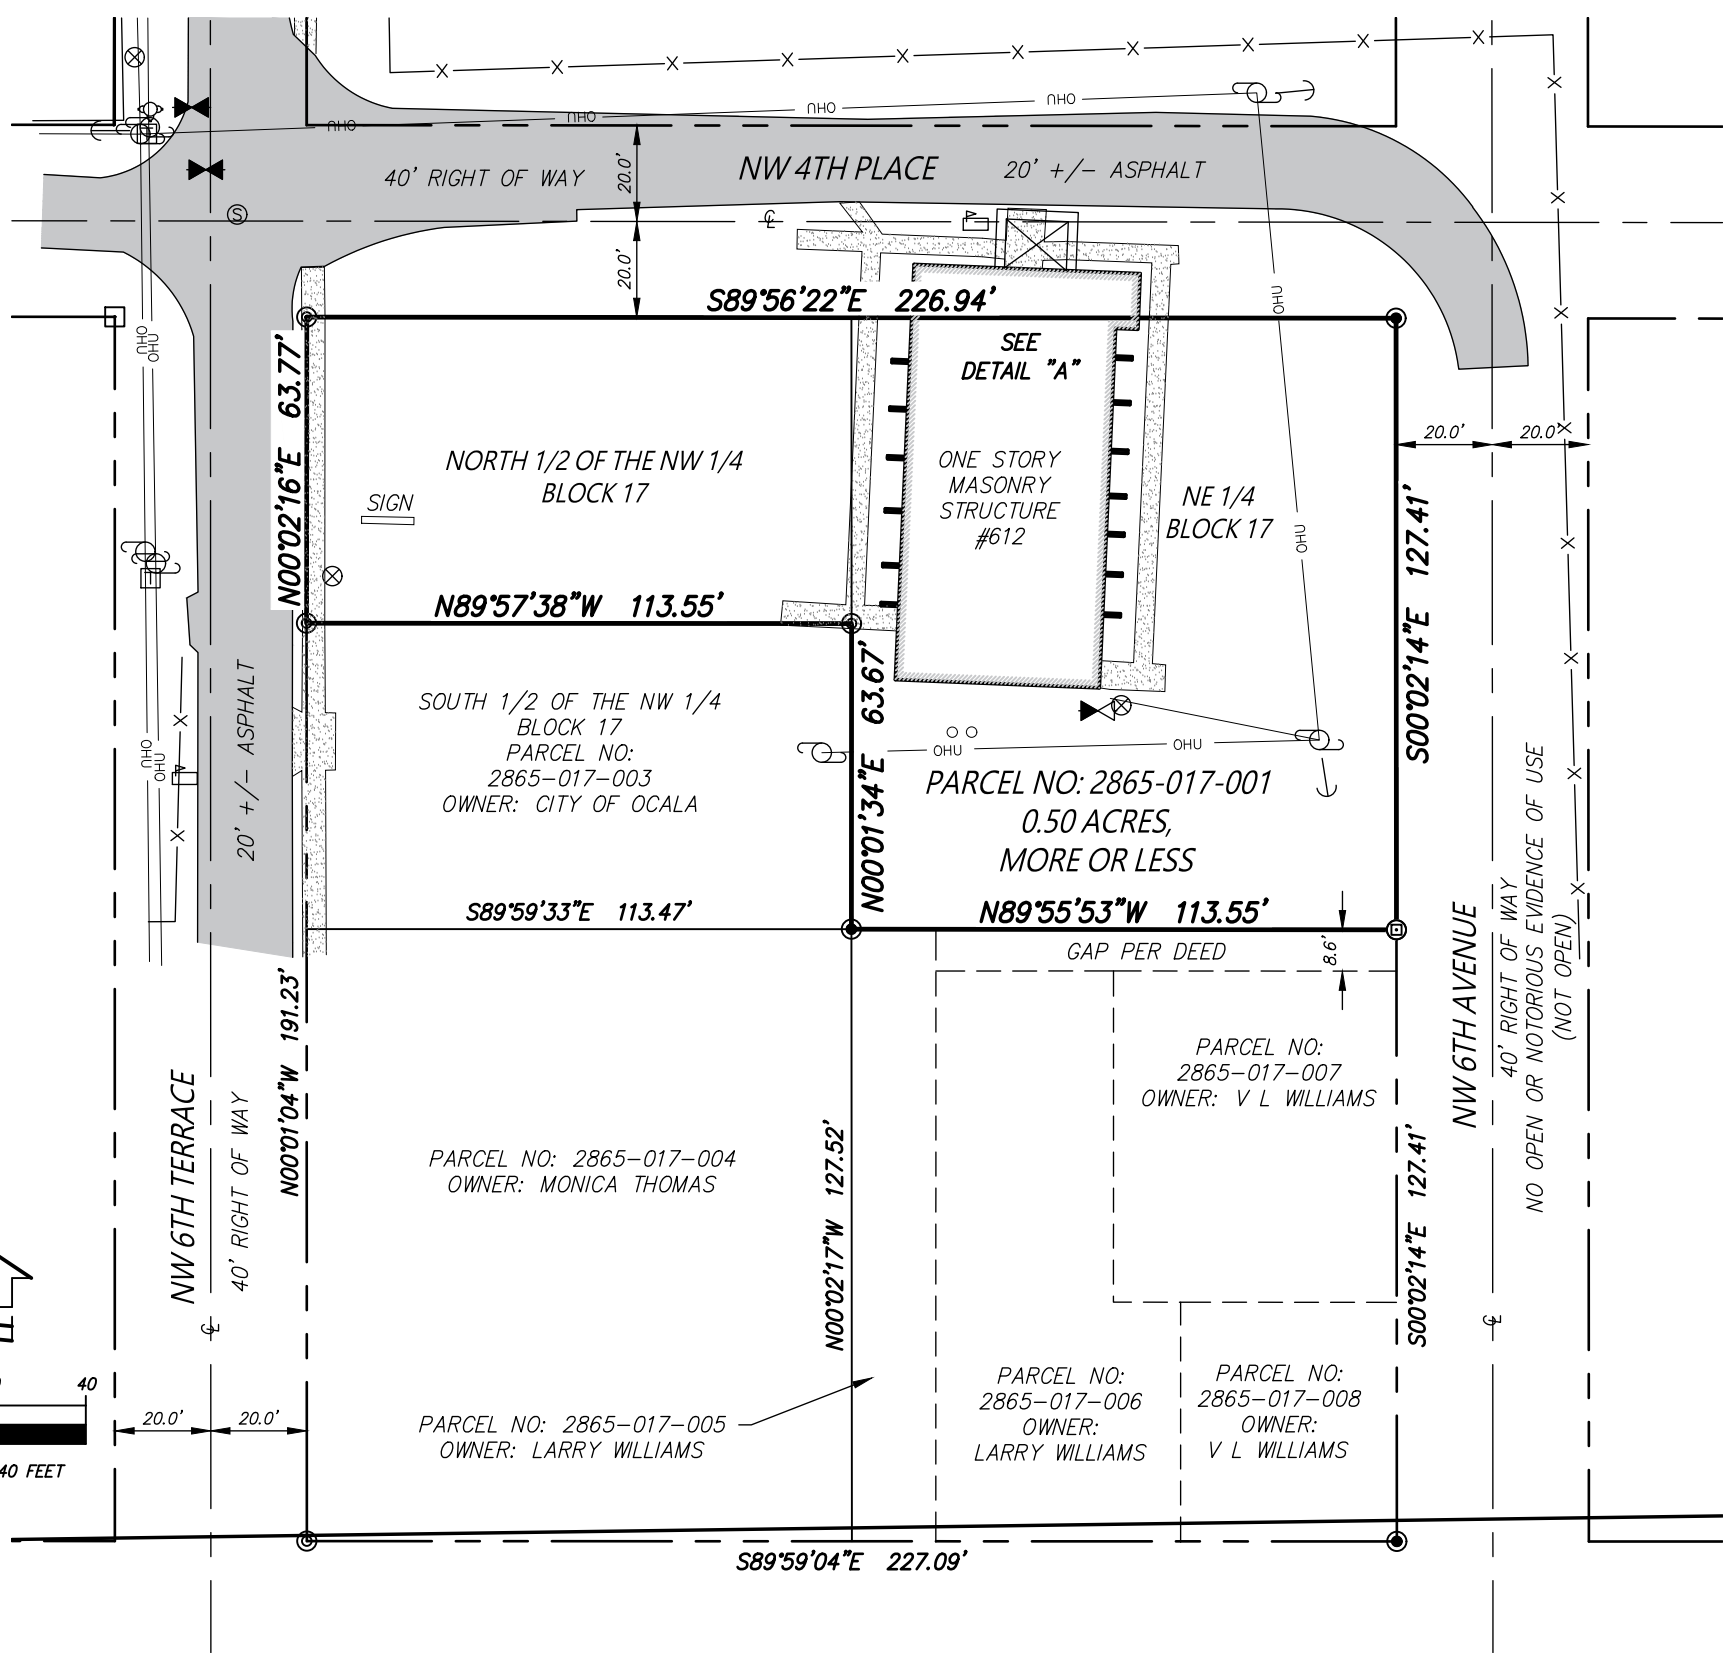 OHU
OHU
OHU
OHU
40' RIGHT OF WAY
20.0'
NW 4TH PLACE
20' +/- ASPHALT
S
℄
20.0'
OHU
S89°56'22"E 226.94'
OHU
OHU
SEE
DETAIL "A"
N00°02'16"E 63.77'
20.0'
20.0'
NORTH 1/2 OF THE NW 1/4
BLOCK 17
SIGN
ONE STORY
MASONRY
STRUCTURE
#612
NE 1/4
BLOCK 17
OHU
S00°02'14"E 127.41'
N89°57'38"W 113.55'
20' +/- ASPHALT
SOUTH 1/2 OF THE NW 1/4
BLOCK 17
PARCEL NO:
2865-017-003
OWNER: CITY OF OCALA
N00°01'34"E 63.67'
OHU
OHU
OHU
OHU
PARCEL NO: 2865-017-001
0.50 ACRES,
MORE OR LESS
S89°59'33"E 113.47'
N89°55'53"W 113.55'
GAP PER DEED
8.6'
NW 6TH AVENUE
40' RIGHT OF WAY
NO OPEN OR NOTORIOUS EVIDENCE OF USE
(NOT OPEN)
N00°01'04"W 191.23'
NW 6TH TERRACE
40' RIGHT OF WAY
℄
PARCEL NO:
2865-017-007
OWNER: V L WILLIAMS
PARCEL NO: 2865-017-004
OWNER: MONICA THOMAS
N00°02'17"W 127.52'
S00°02'14"E 127.41'
℄
40
40 FEET
20.0'
20.0'
PARCEL NO: 2865-017-005
OWNER: LARRY WILLIAMS
PARCEL NO:
2865-017-006
OWNER:
LARRY WILLIAMS
PARCEL NO:
2865-017-008
OWNER:
V L WILLIAMS
S89°59'04"E 227.09'